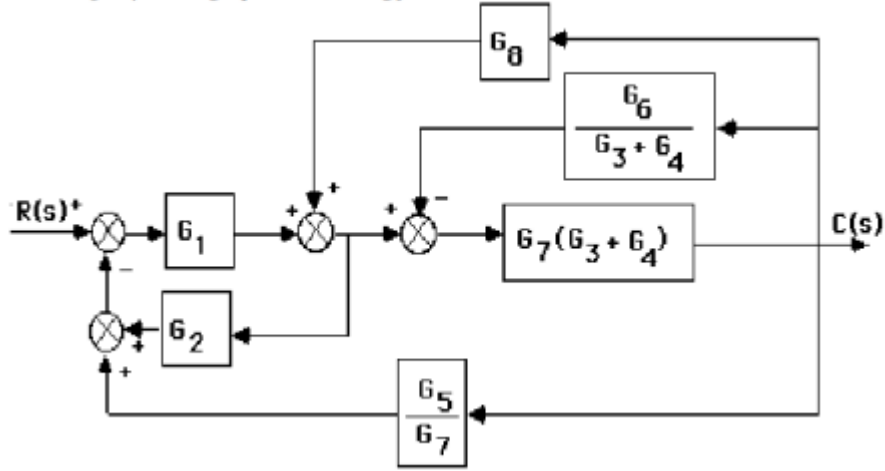 G8
G6
G3 + G4
R(s) +
G1
+
+
+
−
G7(G3 + G4)
C(s)
−
G2
+
+
G5
G7